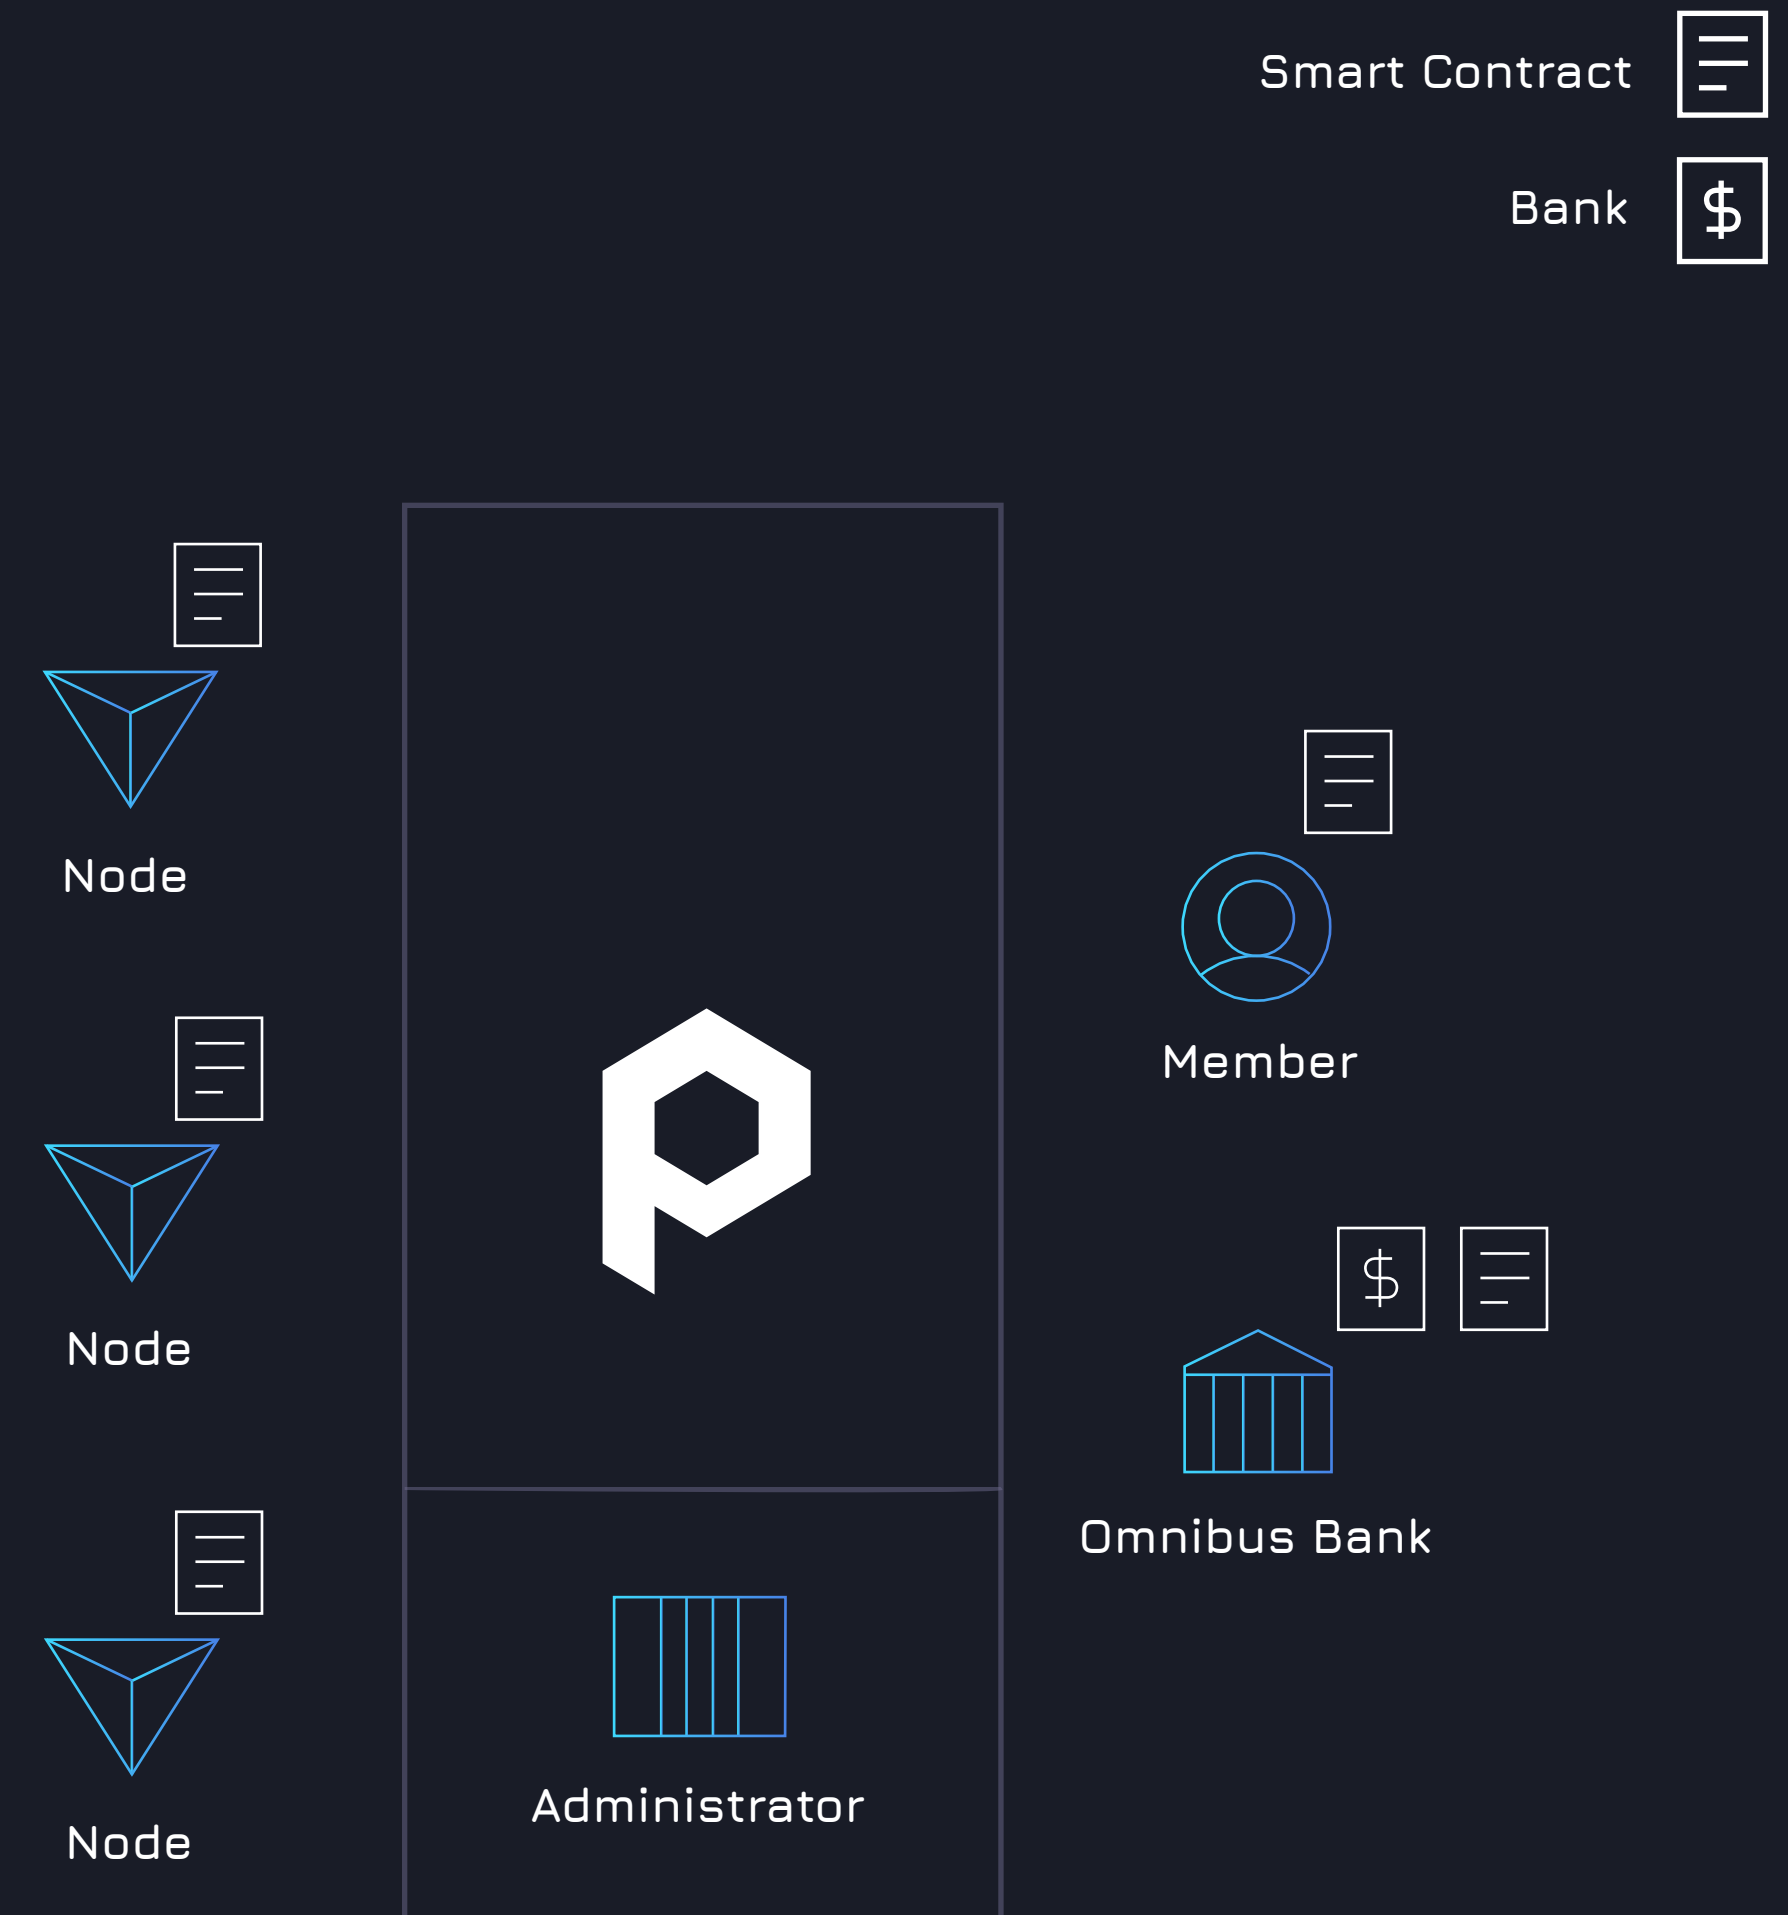 Smart Contract
Bank
$
Node
Member
Node
$
Omnibus Bank
Administrator
Node